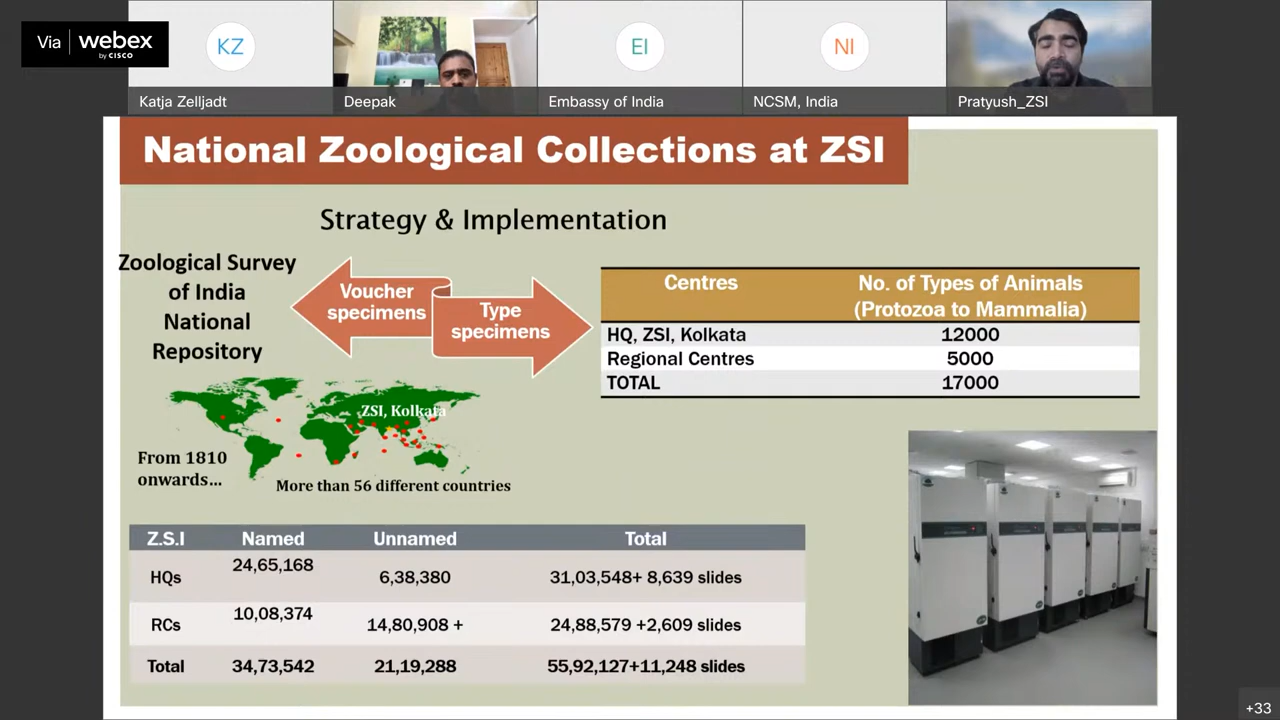 Via webex
by CISCO
KZ
EI
NI
Katja Zelljadt
Deepak
Embassy of India
NCSM, India
Pratyush_ZSI
National Zoological Collections at ZSI
Strategy & Implementation
Zoological Survey
of India
National
Repository
Voucher
specimens
Type
specimens
Centres No. of Types of Animals
(Protozoa to Mammalia)
HQ, ZSI, Kolkata 12000
Regional Centres 5000
TOTAL 17000
ZSI, Kolkata
From 1810
onwards...
More than 56 different countries
Z.S.I Named Unnamed Total
HQs 24,65,168 6,38,380 31,03,548+ 8,639 slides
RCs 10,08,374 14,80,908 + 24,88,579 +2,609 slides
Total 34,73,542 21,19,288 55,92,127+11,248 slides
+33